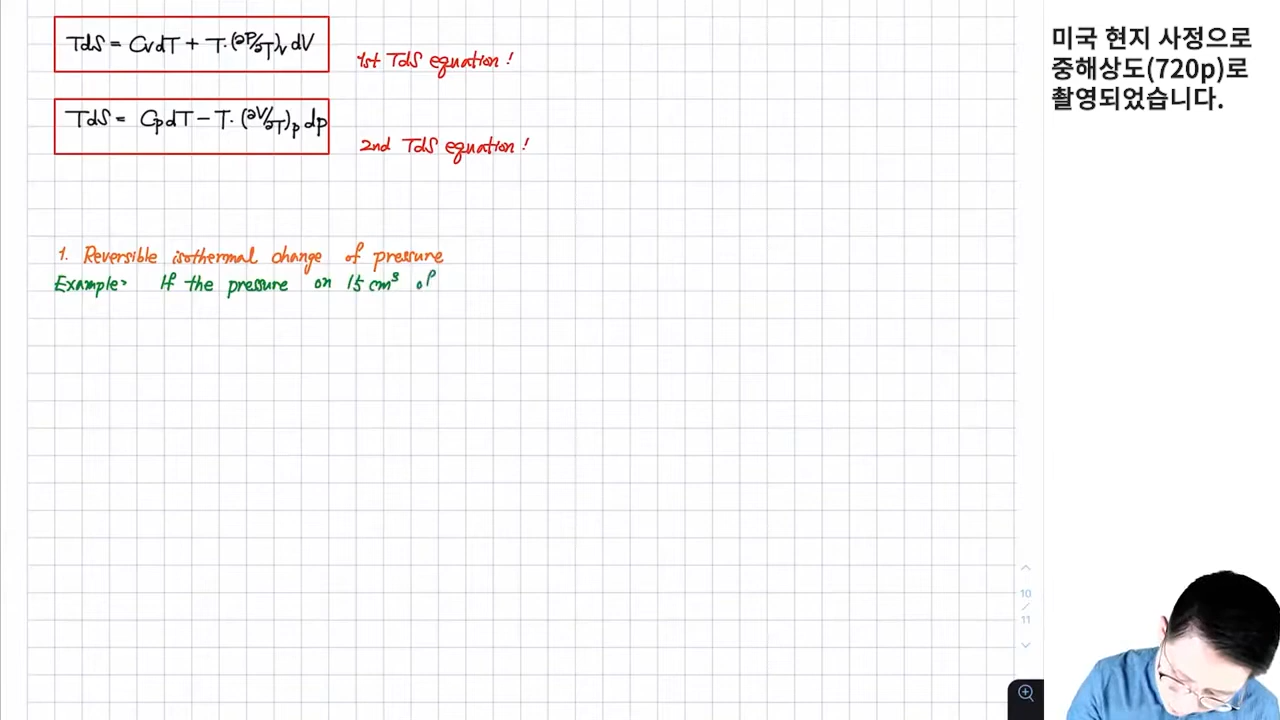 TdS = CvdT + T·(∂P/∂T)v dV
1st TdS equation!
TdS = CpdT − T·(∂V/∂T)p dp
2nd TdS equation!
1. Reversible isothermal change of pressure
Example> If the pressure on 15 cm³ of
미국 현지 사정으로
중해상도(720p)로
촬영되었습니다.
10
/
11